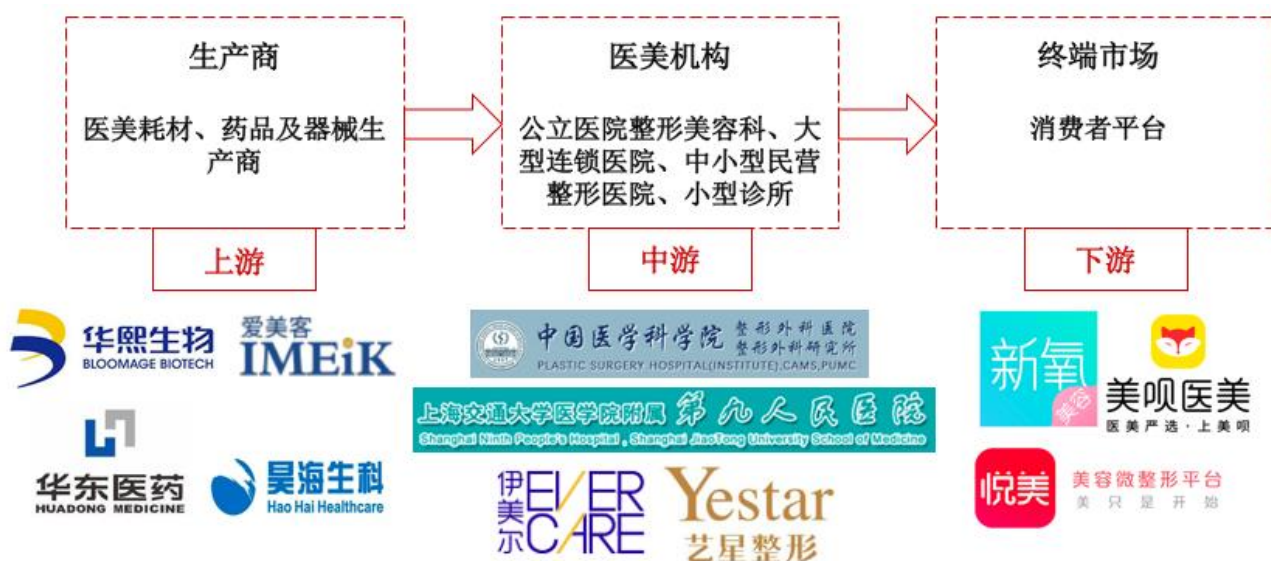 生产商
医美耗材、药品及器械生
产商
上游
医美机构
公立医院整形美容科、大
型连锁医院、中小型民营
整形医院、小型诊所
中游
终端市场
消费者平台
下游
华熙生物
BLOOMAGE BIOTECH
爱美客
IMEiK
华东医药
HUADONG MEDICINE
昊海生科
Hao Hai Healthcare
中国医学科学院
整形外科医院
整形外科研究所
PLASTIC SURGERY HOSPITAL(INSTITUTE),CAMS,PUMC
上海交通大学医学院附属第九人民医院
Shanghai Ninth People's Hospital, Shanghai JiaoTong University School of Medicine
伊美尔
EVER
CARE
Yestar
艺星整形
新氧
美容
美呗医美
医美严选·上美呗
悦美
美容微整形平台
美只是开始